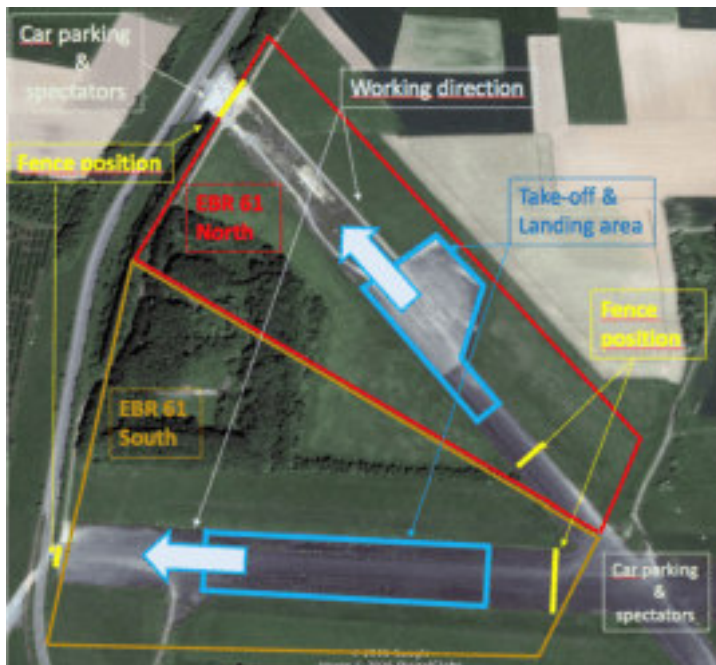 Car parking
&
spectators
Working direction
Fence position
EBR 61
North
Take-off &
Landing area
Fence
position
EBR 61
South
Car parking
&
spectators